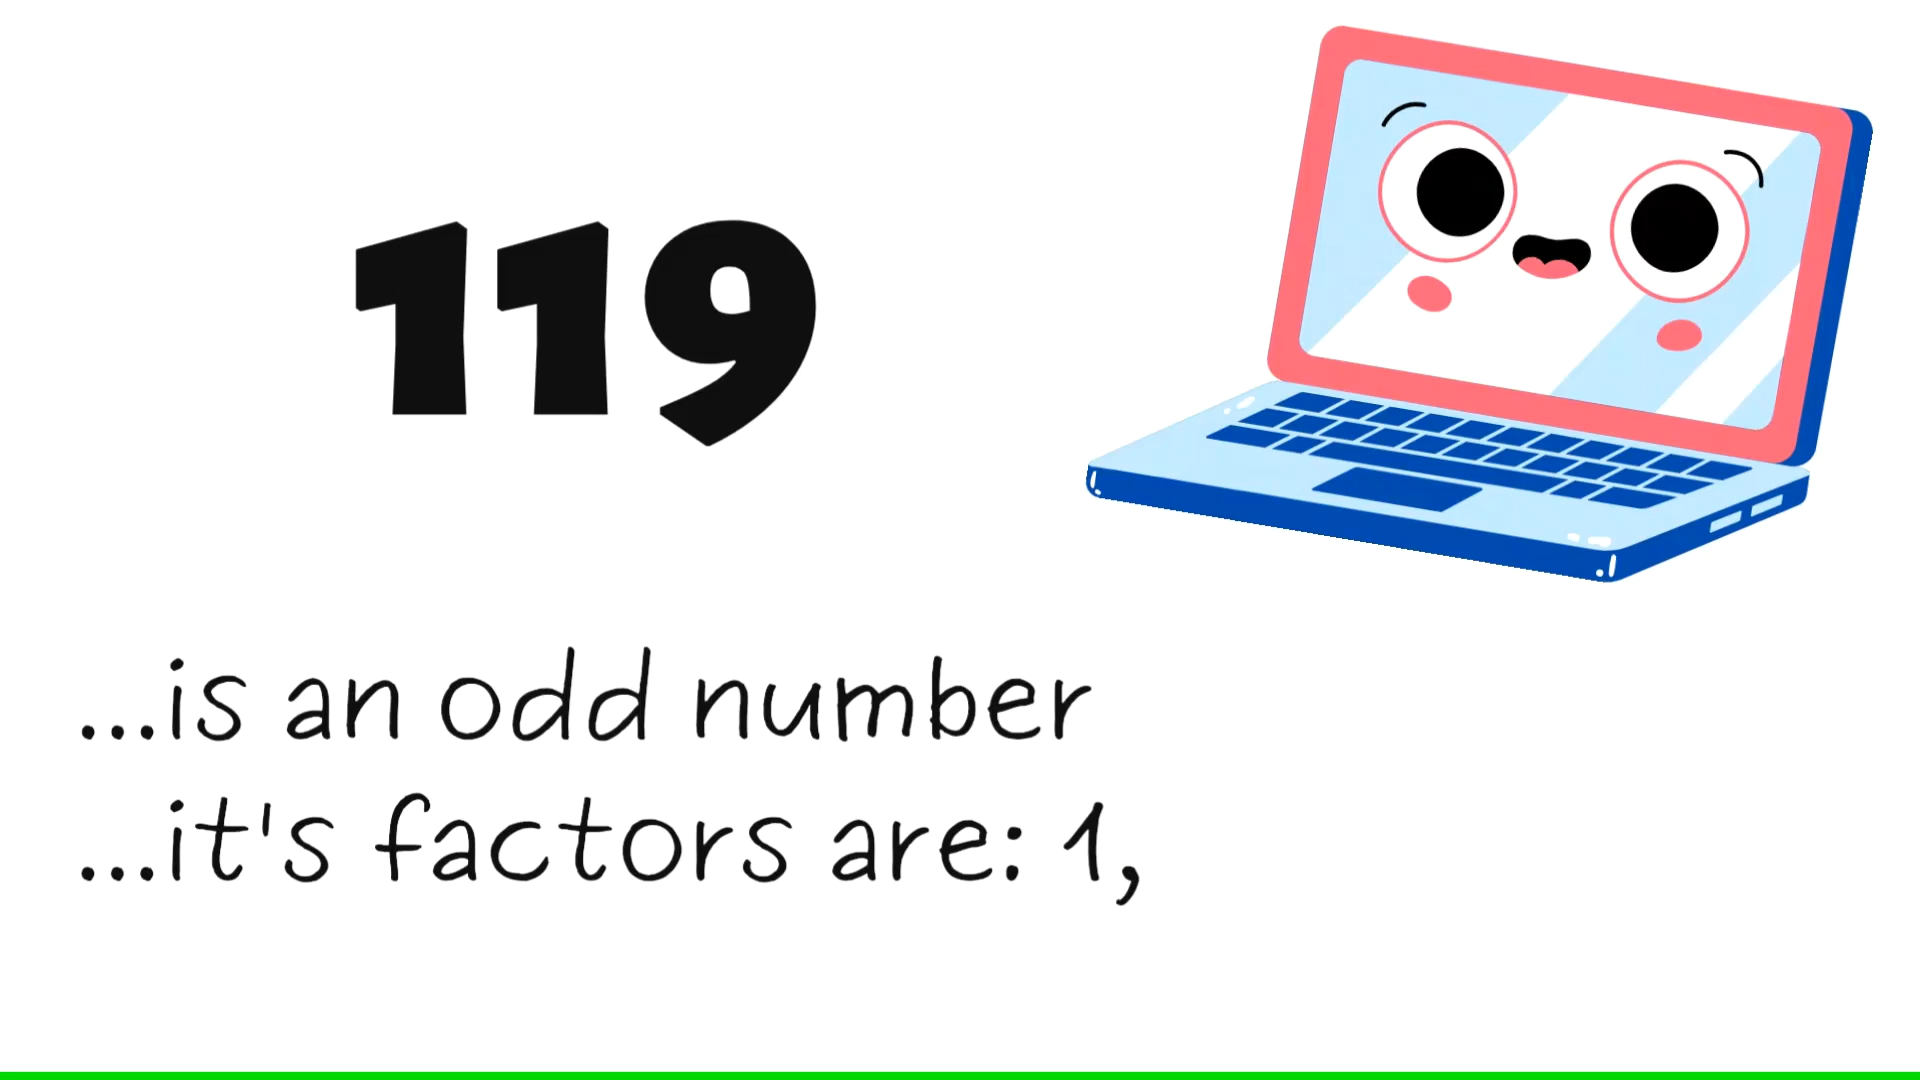 119
...is an odd number
...it's factors are: 1,